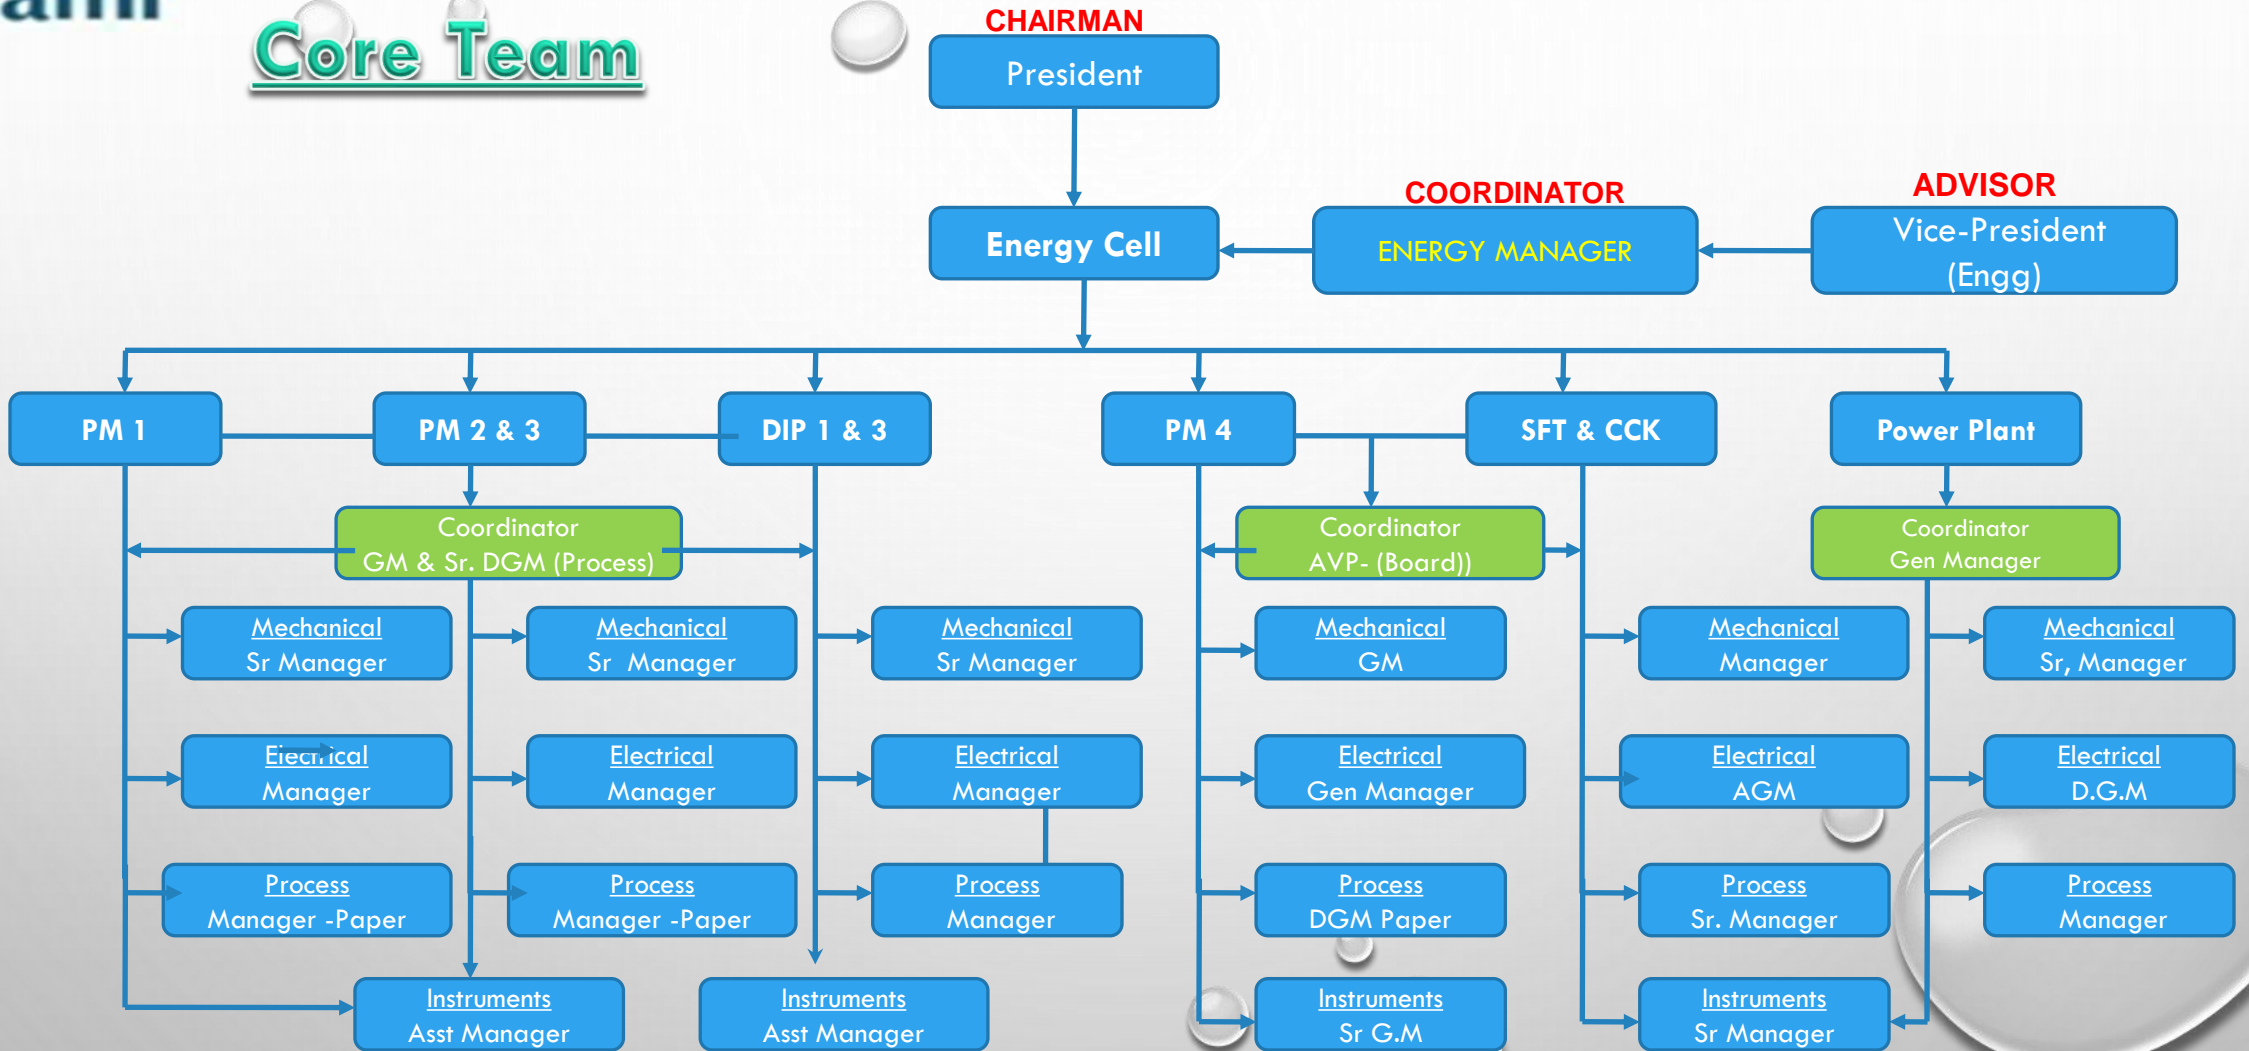 Core Team
CHAIRMAN
President
COORDINATOR
ADVISOR
Energy Cell
ENERGY MANAGER
Vice-President
(Engg)
PM 1
PM 2 & 3
DIP 1 & 3
PM 4
SFT & CCK
Power Plant
Coordinator
GM & Sr. DGM (Process)
Coordinator
AVP- (Board))
Coordinator
Gen Manager
Mechanical
Sr Manager
Mechanical
Sr  Manager
Mechanical
Sr Manager
Mechanical
GM
Mechanical
Manager
Mechanical
Sr, Manager
Electrical
Manager
Electrical
Manager
Electrical
Manager
Electrical
Gen Manager
Electrical
AGM
Electrical
D.G.M
Process
Manager -Paper
Process
Manager -Paper
Process
Manager
Process
DGM Paper
Process
Sr. Manager
Process
Manager
Instruments
Asst Manager
Instruments
Asst Manager
Instruments
Sr G.M
Instruments
Sr Manager